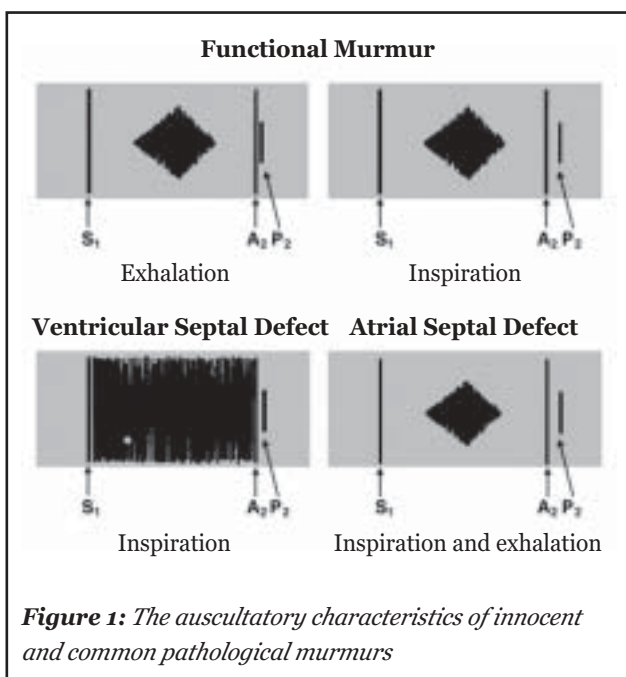 Functional Murmur
S₁ A₂ P₂ S₁ A₂ P₂
Exhalation Inspiration
Ventricular Septal Defect Atrial Septal Defect
S₁ A₂ P₂ S₁ A₂ P₂
Inspiration Inspiration and exhalation
Figure 1: The auscultatory characteristics of innocent
and common pathological murmurs